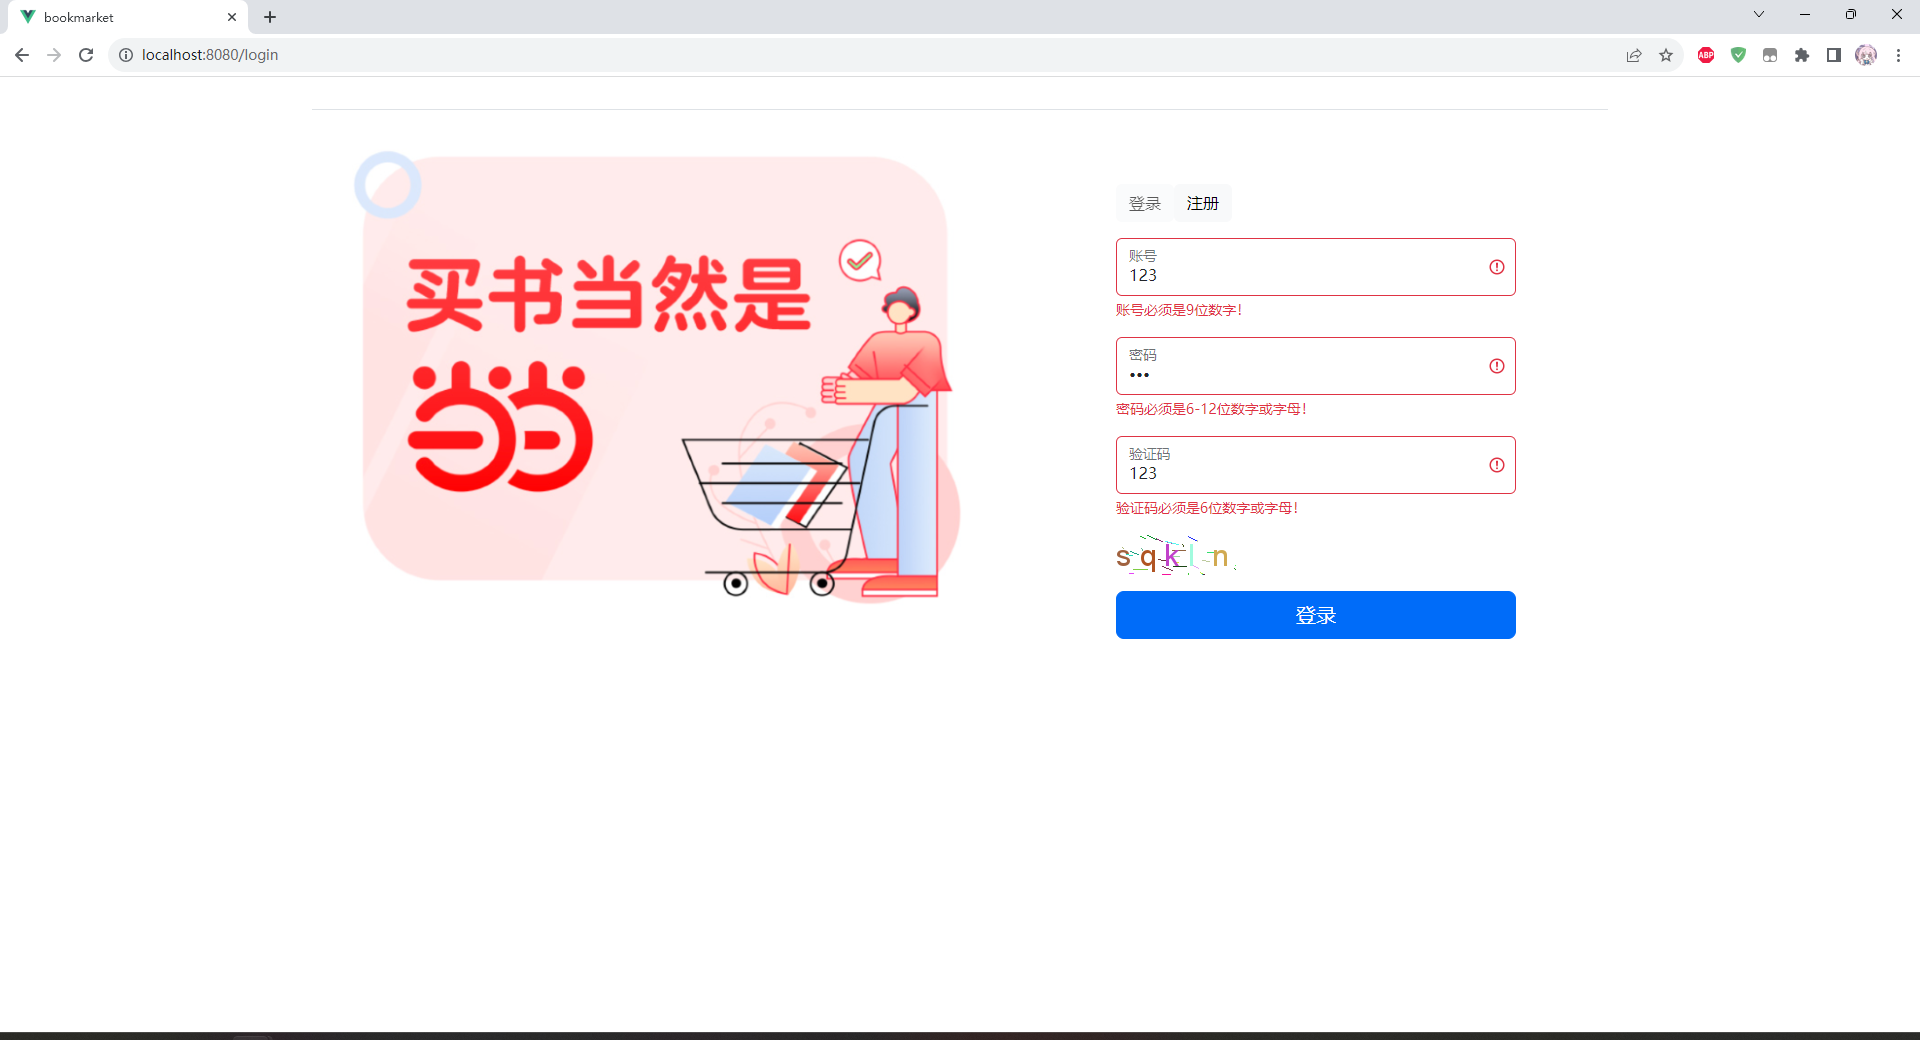 bookmarket
localhost:8080/login
ABP
买书当然是
当当
登录 注册
账号
123
账号必须是9位数字!
密码
•••
密码必须是6-12位数字或字母!
验证码
123
验证码必须是6位数字或字母!
s q k l n
登录